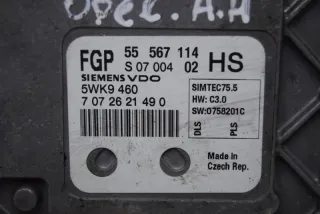 OPEL. A.H
FGP 55 567 114 HS
S 07 004 02
SIEMENS VDO
5WK9 460
7 07 26 21 49 0
SIMTEC75.5
HW: C3.0
SW:0758201C
DLS
PLS
Made in
Czech Rep.